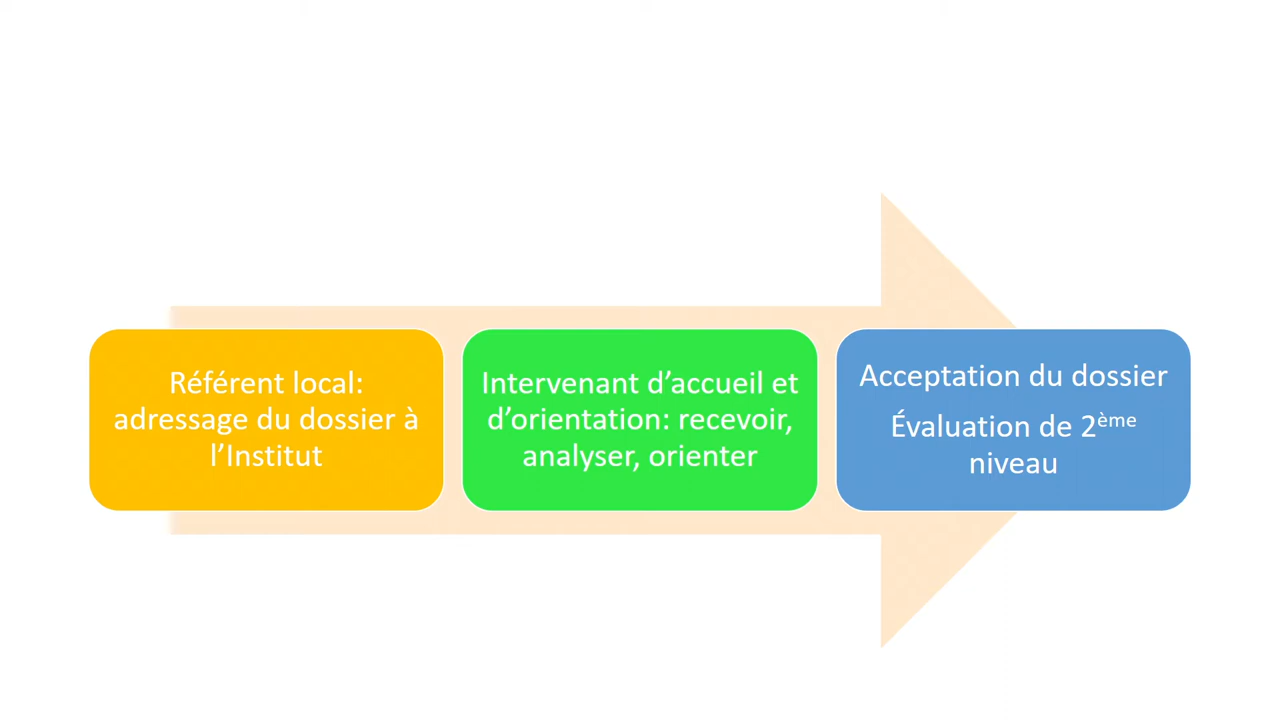 Référent local:
adressage du dossier à
l’Institut
Intervenant d’accueil et
d’orientation: recevoir,
analyser, orienter
Acceptation du dossier
Évaluation de 2ème
niveau